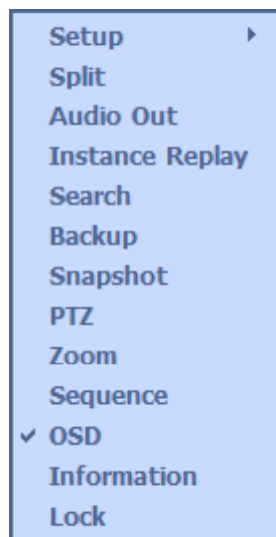 Setup
Split
Audio Out
Instance Replay
Search
Backup
Snapshot
PTZ
Zoom
Sequence
OSD
Information
Lock